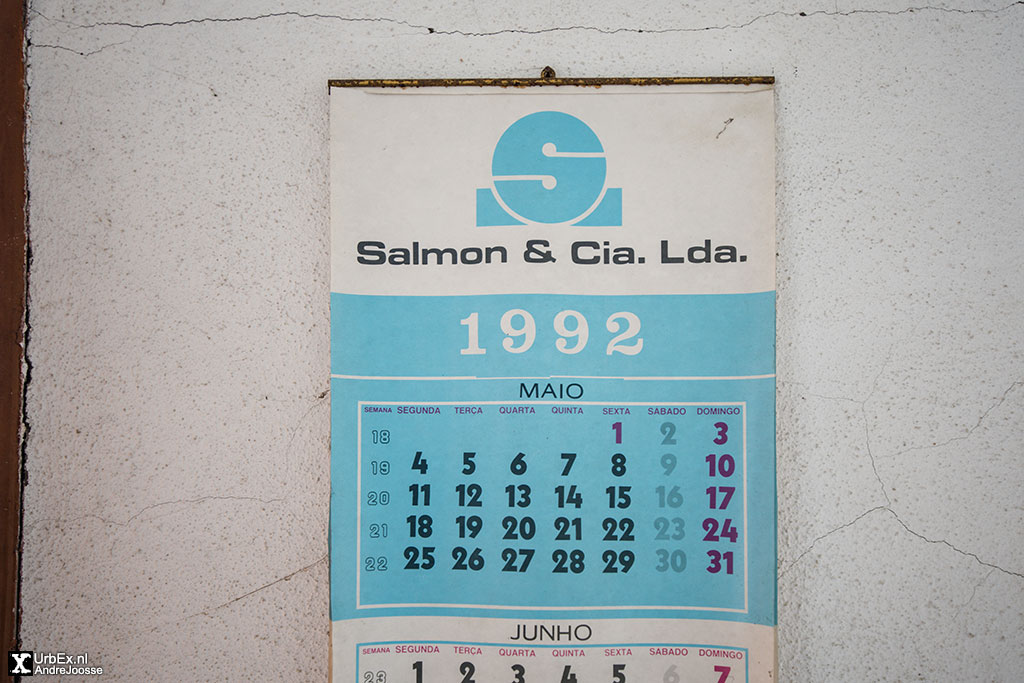 S
Salmon & Cia. Lda.
1992
MAIO
SEMANA SEGUNDA TERÇA QUARTA QUINTA SEXTA SÁBADO DOMINGO
18 1 2 3
19 4 5 6 7 8 9 10
20 11 12 13 14 15 16 17
21 18 19 20 21 22 23 24
22 25 26 27 28 29 30 31
JUNHO
SEMANA SEGUNDA TERÇA QUARTA QUINTA SEXTA SÁBADO DOMINGO
23 1 2 3 4 5 6 7
X UrbEx.nl
AndreJoosse